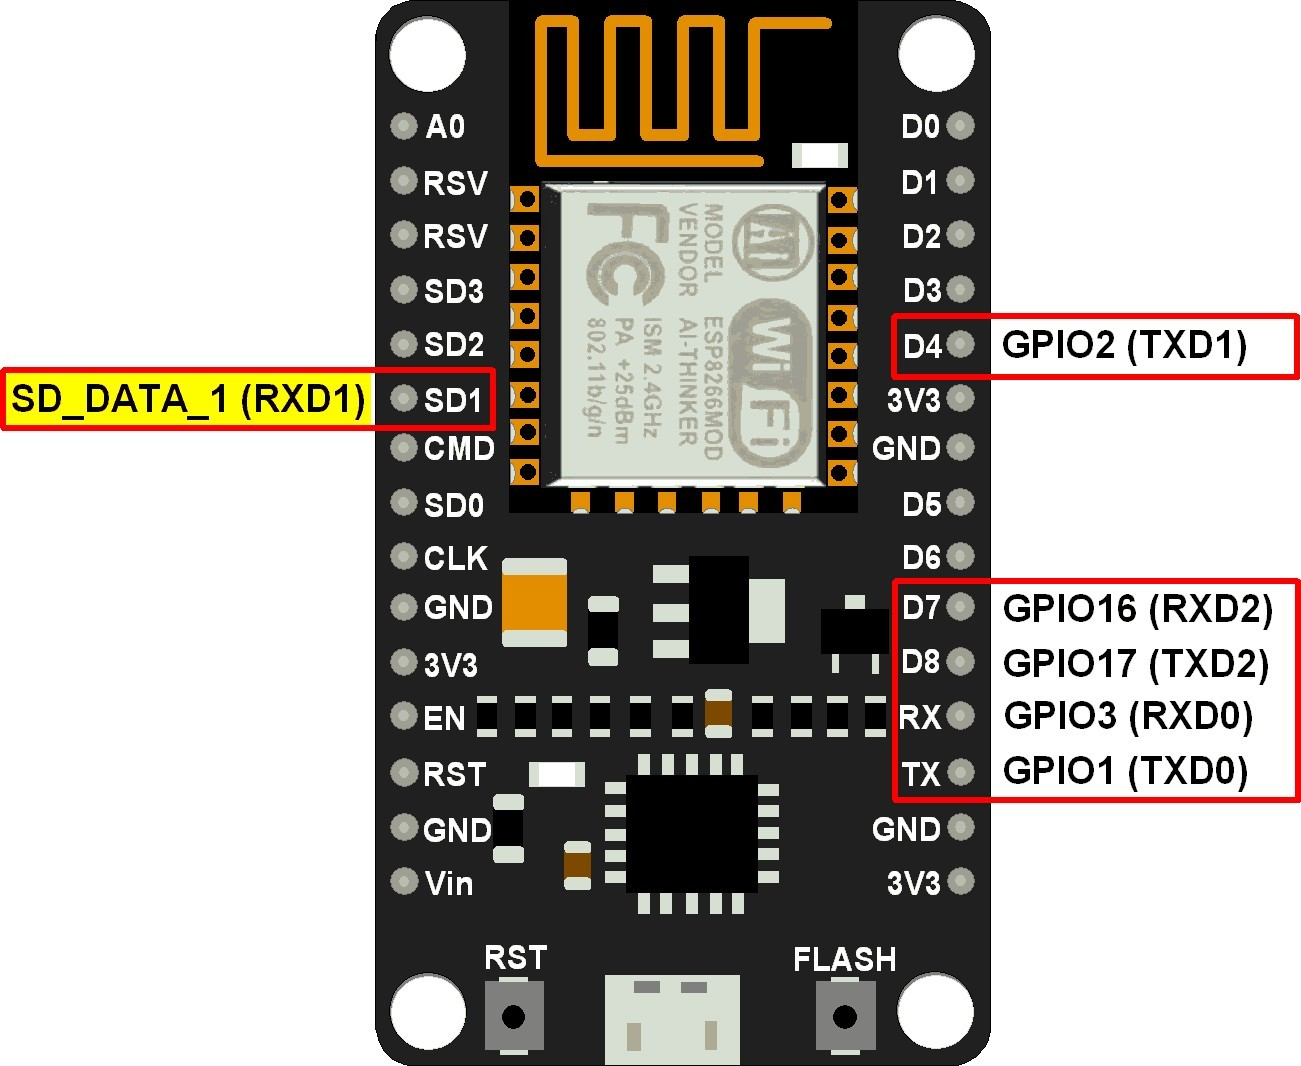 A0
RSV
RSV
SD3
SD2
SD_DATA_1 (RXD1) SD1
CMD
SD0
CLK
GND
3V3
EN
RST
GND
Vin
FC
MODEL ESP8266MOD
VENDOR AI-THINKER
ISM 2.4GHz
PA +25dBm
802.11b/g/n
Ai
WiFi
D0
D1
D2
D3
D4 GPIO2 (TXD1)
3V3
GND
D5
D6
D7 GPIO16 (RXD2)
D8 GPIO17 (TXD2)
RX GPIO3 (RXD0)
TX GPIO1 (TXD0)
GND
3V3
RST
FLASH